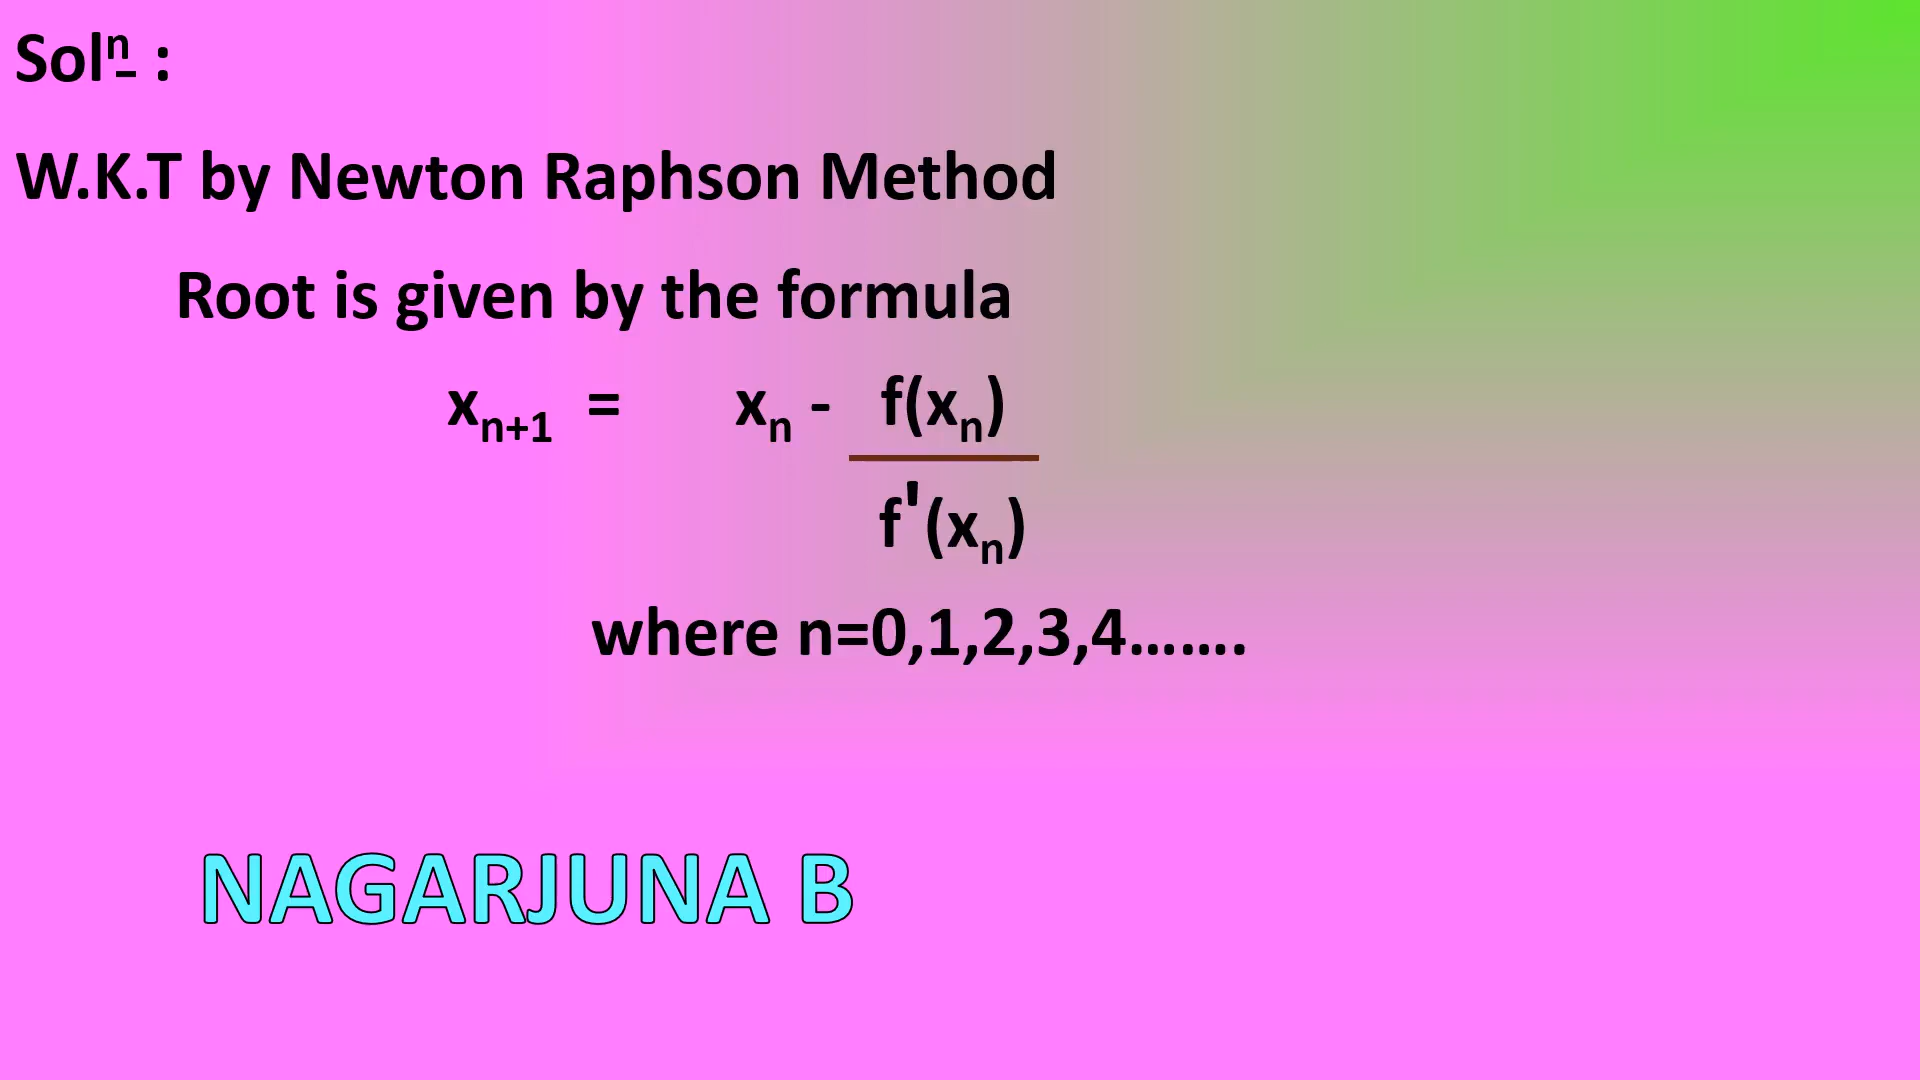 Solⁿ :
W.K.T by Newton Raphson Method
Root is given by the formula
xₙ₊₁ = xₙ - f(xₙ)
f'(xₙ)
where n=0,1,2,3,4…….
NAGARJUNA B